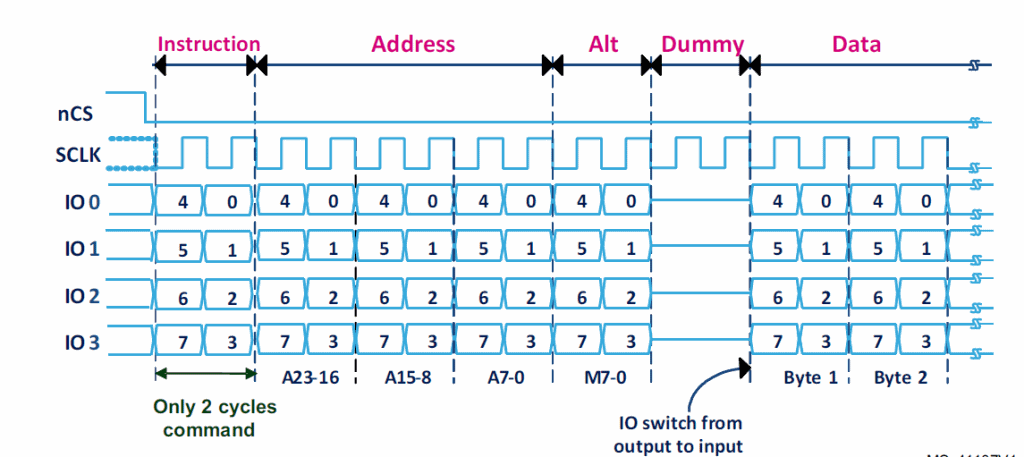 Instruction Address Alt Dummy Data
nCS
SCLK
IO 0 4 0 4 0 4 0 4 0 4 0 4 0 4 0
IO 1 5 1 5 1 5 1 5 1 5 1 5 1 5 1
IO 2 6 2 6 2 6 2 6 2 6 2 6 2 6 2
IO 3 7 3 7 3 7 3 7 3 7 3 7 3 7 3
A23-16 A15-8 A7-0 M7-0 Byte 1 Byte 2
Only 2 cycles
command
IO switch from
output to input